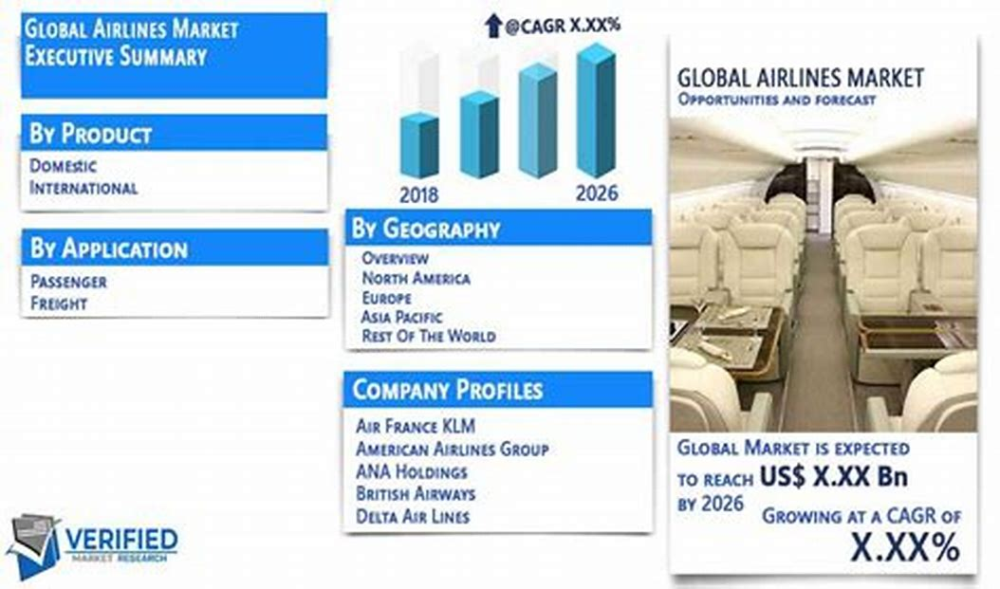 Global Airlines Market
Executive Summary
By Product
Domestic
International
By Application
Passenger
Freight
@CAGR X.XX%
2018
2026
By Geography
Overview
North America
Europe
Asia Pacific
Rest Of The World
Company Profiles
Air France KLM
American Airlines Group
ANA Holdings
British Airways
Delta Air Lines
Global Airlines Market
Opportunities and forecast
Global Market is expected
to reach US$ X.XX Bn
by 2026
Growing at a CAGR of
X.XX%
VERIFIED
MARKET RESEARCH